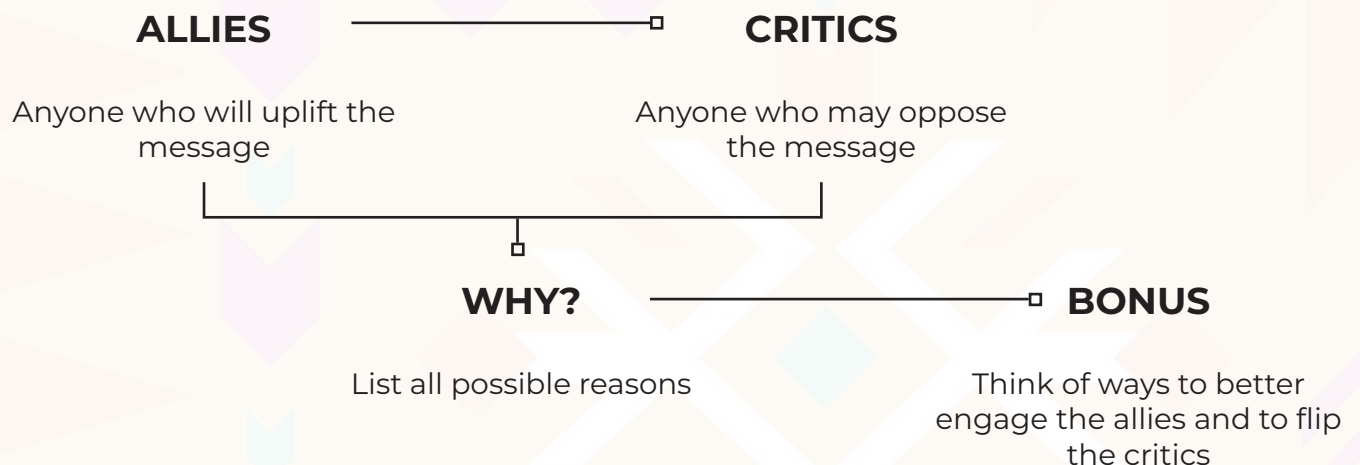 ALLIES
CRITICS
Anyone who will uplift the
message
Anyone who may oppose
the message
WHY?
BONUS
List all possible reasons
Think of ways to better
engage the allies and to flip
the critics